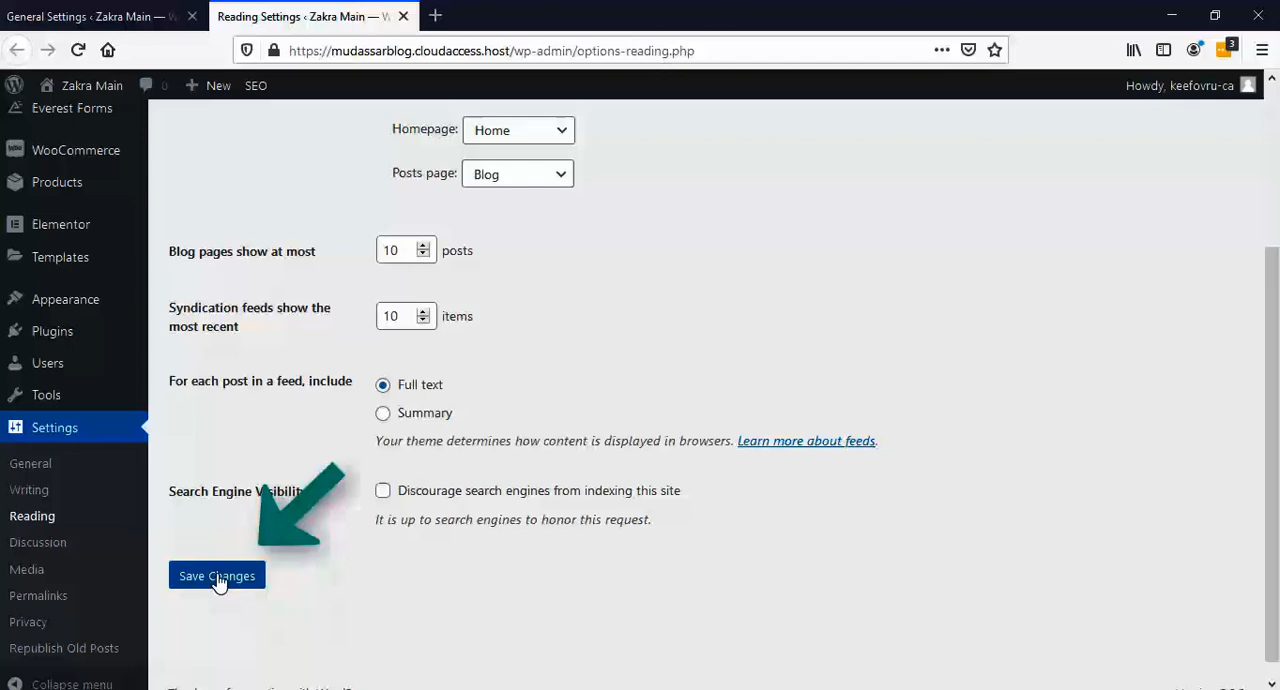 General Settings ‹ Zakra Main —
Reading Settings ‹ Zakra Main —
https://mudassarblog.cloudaccess.host/wp-admin/options-reading.php
3
Zakra Main
0
New
SEO
Howdy, keefovru-ca
Everest Forms
WooCommerce
Products
Elementor
Templates
Appearance
Plugins
Users
Tools
Settings
General
Writing
Reading
Discussion
Media
Permalinks
Privacy
Republish Old Posts
Collapse menu
Homepage: Home
Posts page: Blog
Blog pages show at most 10 posts
Syndication feeds show the
most recent
10 items
For each post in a feed, include
Full text
Summary
Your theme determines how content is displayed in browsers. Learn more about feeds.
Search Engine Visibility
Discourage search engines from indexing this site
It is up to search engines to honor this request.
Save Changes